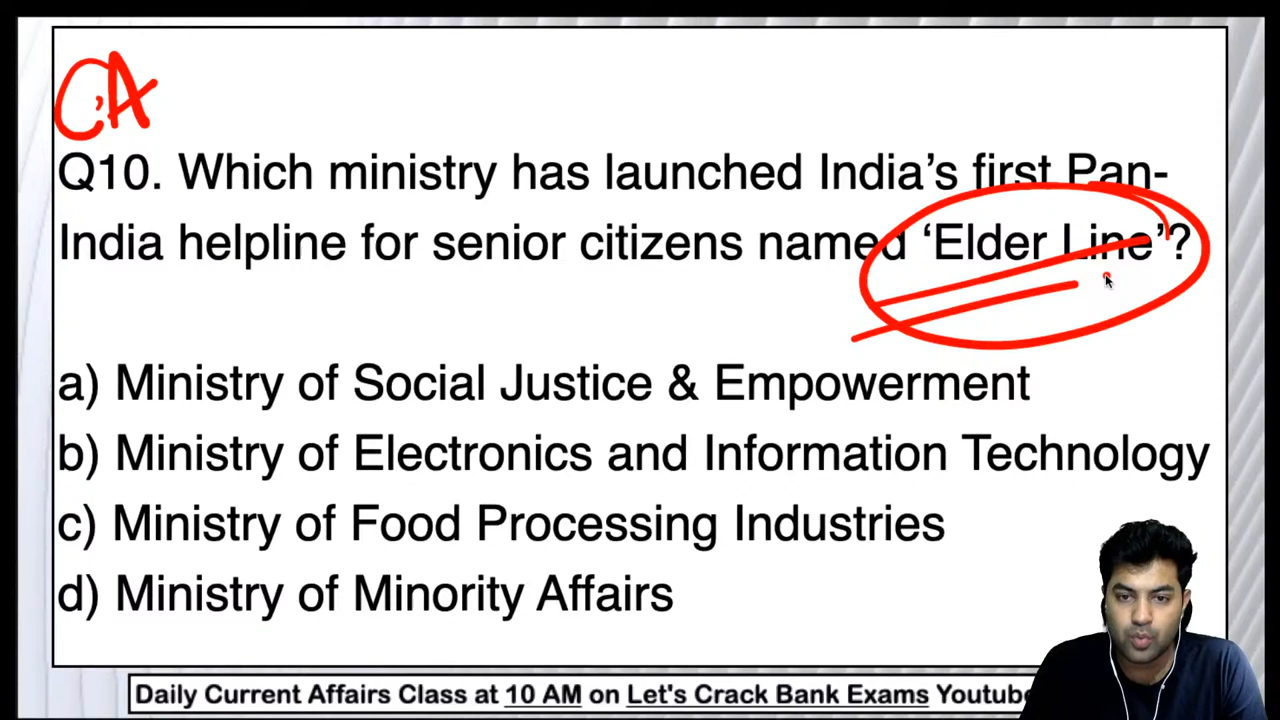 CA
Q10. Which ministry has launched India’s first Pan-
India helpline for senior citizens named ‘Elder Line’?
a) Ministry of Social Justice & Empowerment
b) Ministry of Electronics and Information Technology
c) Ministry of Food Processing Industries
d) Ministry of Minority Affairs
Daily Current Affairs Class at 10 AM on Let's Crack Bank Exams Youtube